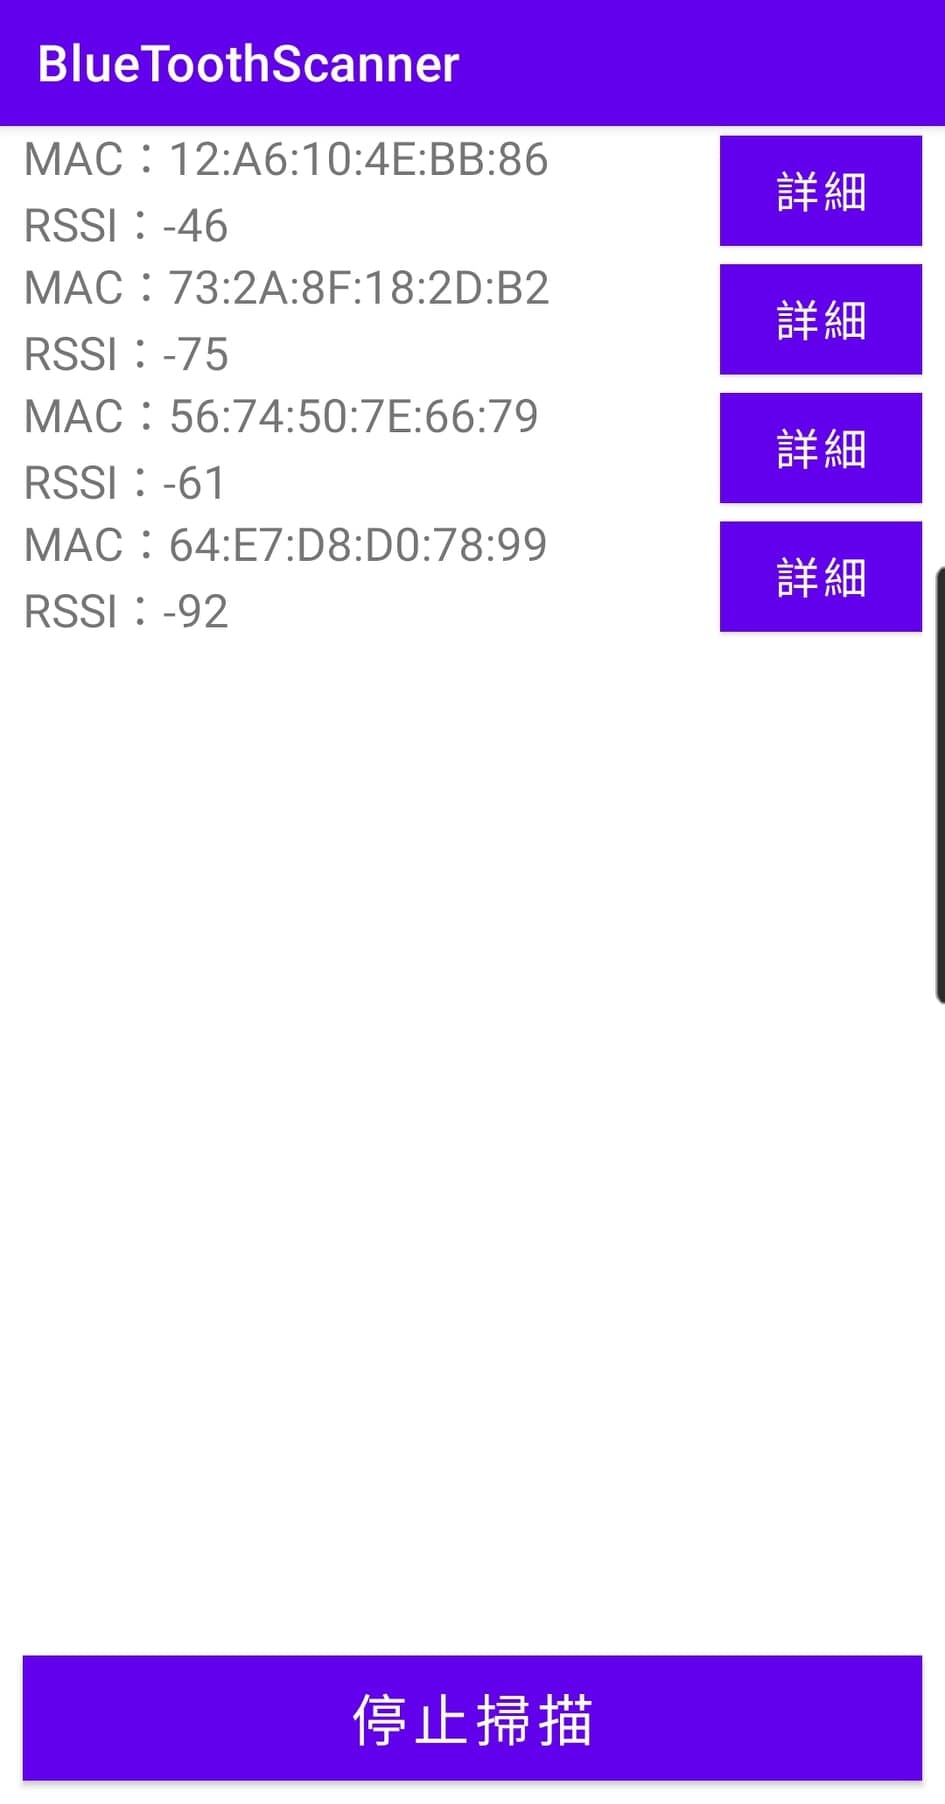 BlueToothScanner
MAC：12:A6:10:4E:BB:86
詳細
RSSI：-46
MAC：73:2A:8F:18:2D:B2
詳細
RSSI：-75
MAC：56:74:50:7E:66:79
詳細
RSSI：-61
MAC：64:E7:D8:D0:78:99
詳細
RSSI：-92
停止掃描